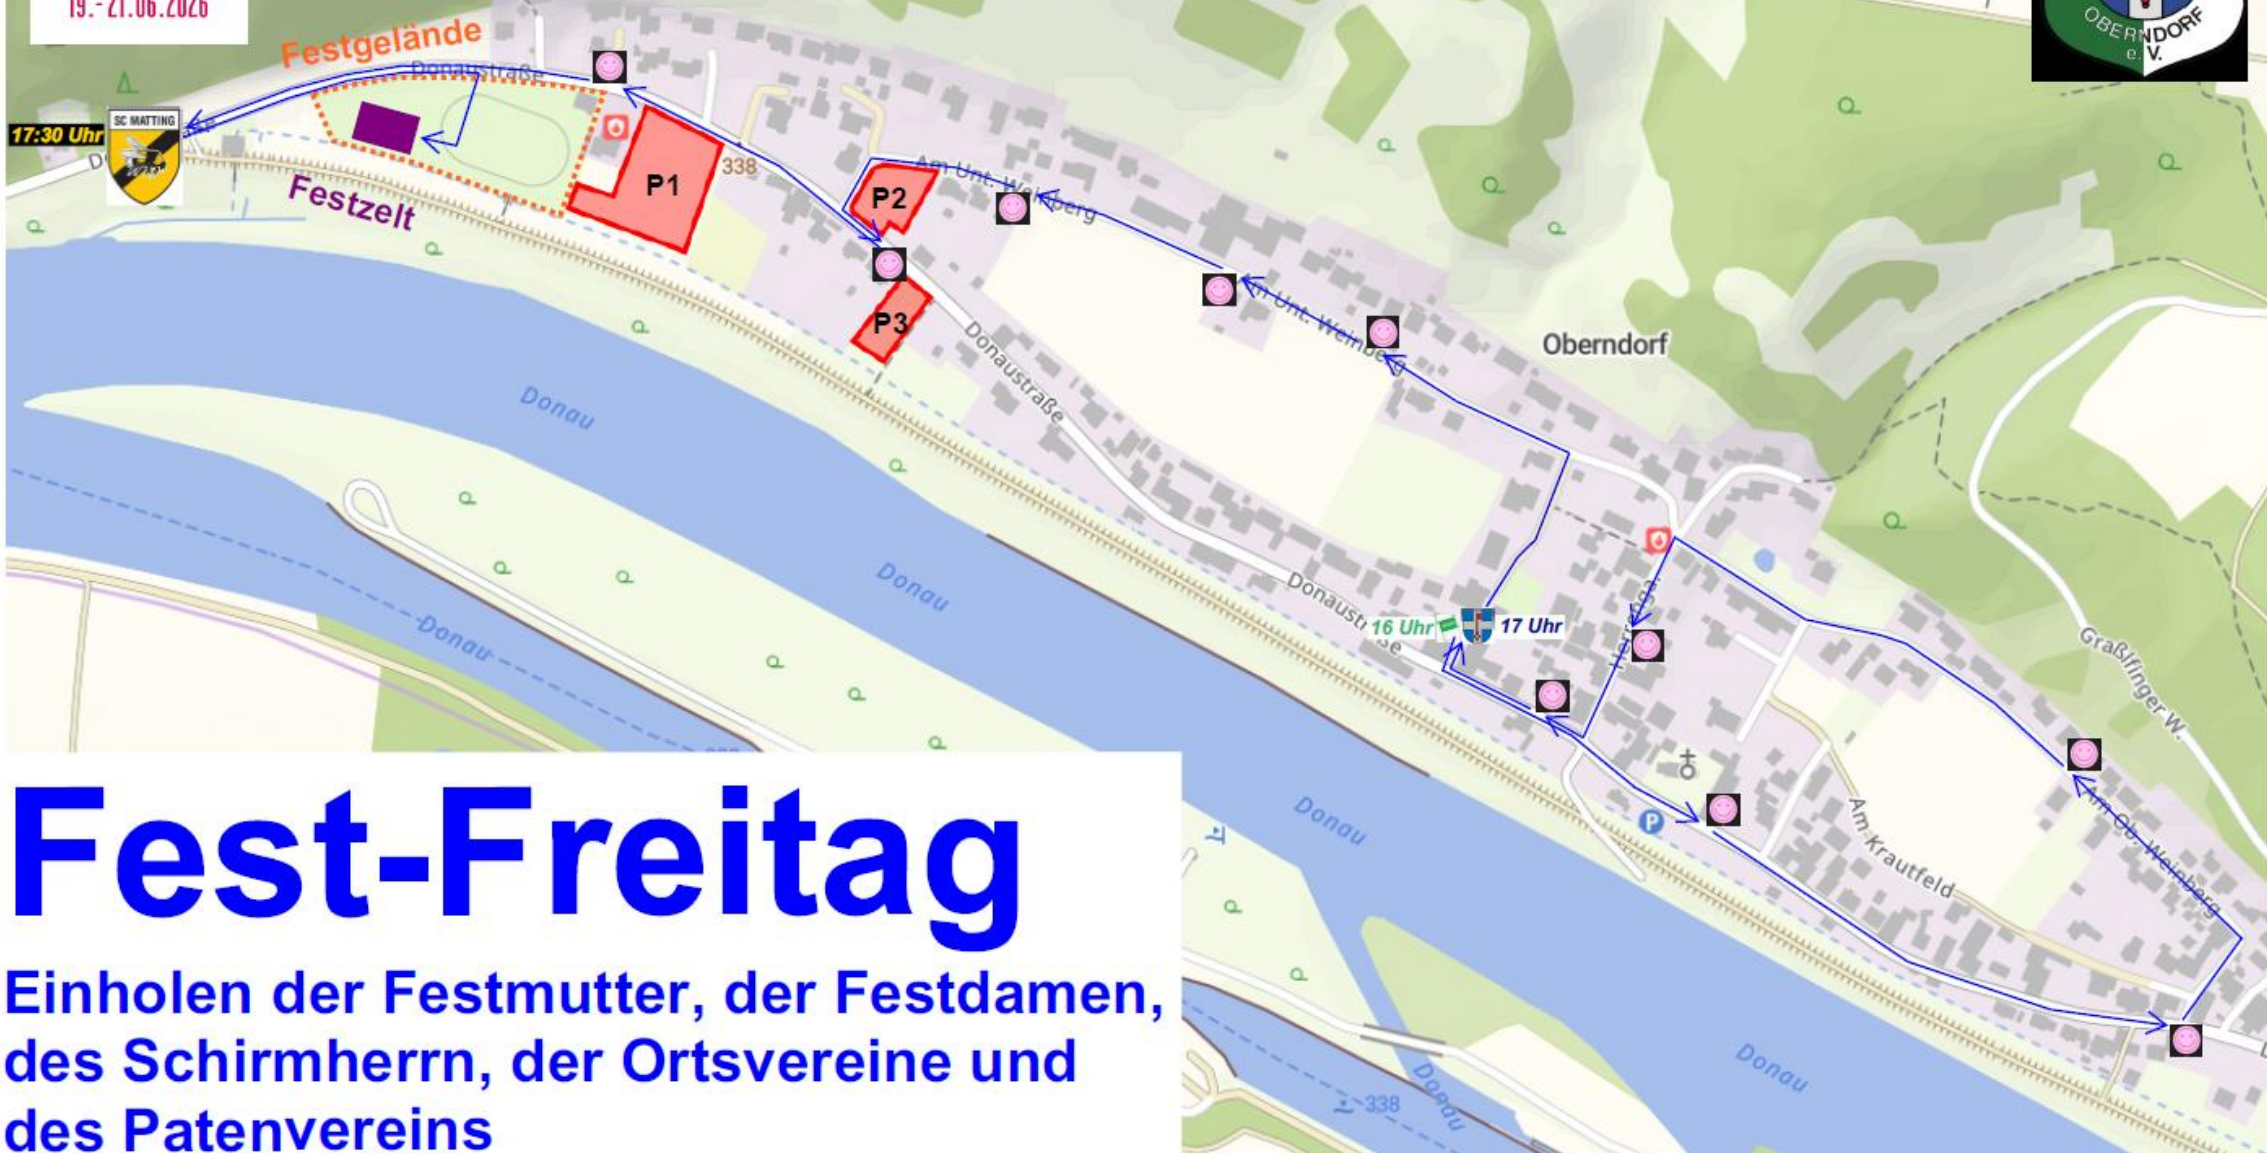 19.- 21.06.2026
OBERNDORF
e. V.
Festgelände
Donaustraße
SC MATTING
17:30 Uhr
Festzelt
P1
338
P2
Am Unt. Weinberg
P3
Am Unt. Weinberg
Oberndorf
Donaustraße
Donau
Donau
Donau
Donaustraße
16 Uhr
17 Uhr
Herreng.
Graßlfinger W.
P
Am Krautfeld
Am Ob. Weinberg
Donau
Donau
Donau
338
Fest-Freitag
Einholen der Festmutter, der Festdamen,
des Schirmherrn, der Ortsvereine und
des Patenvereins